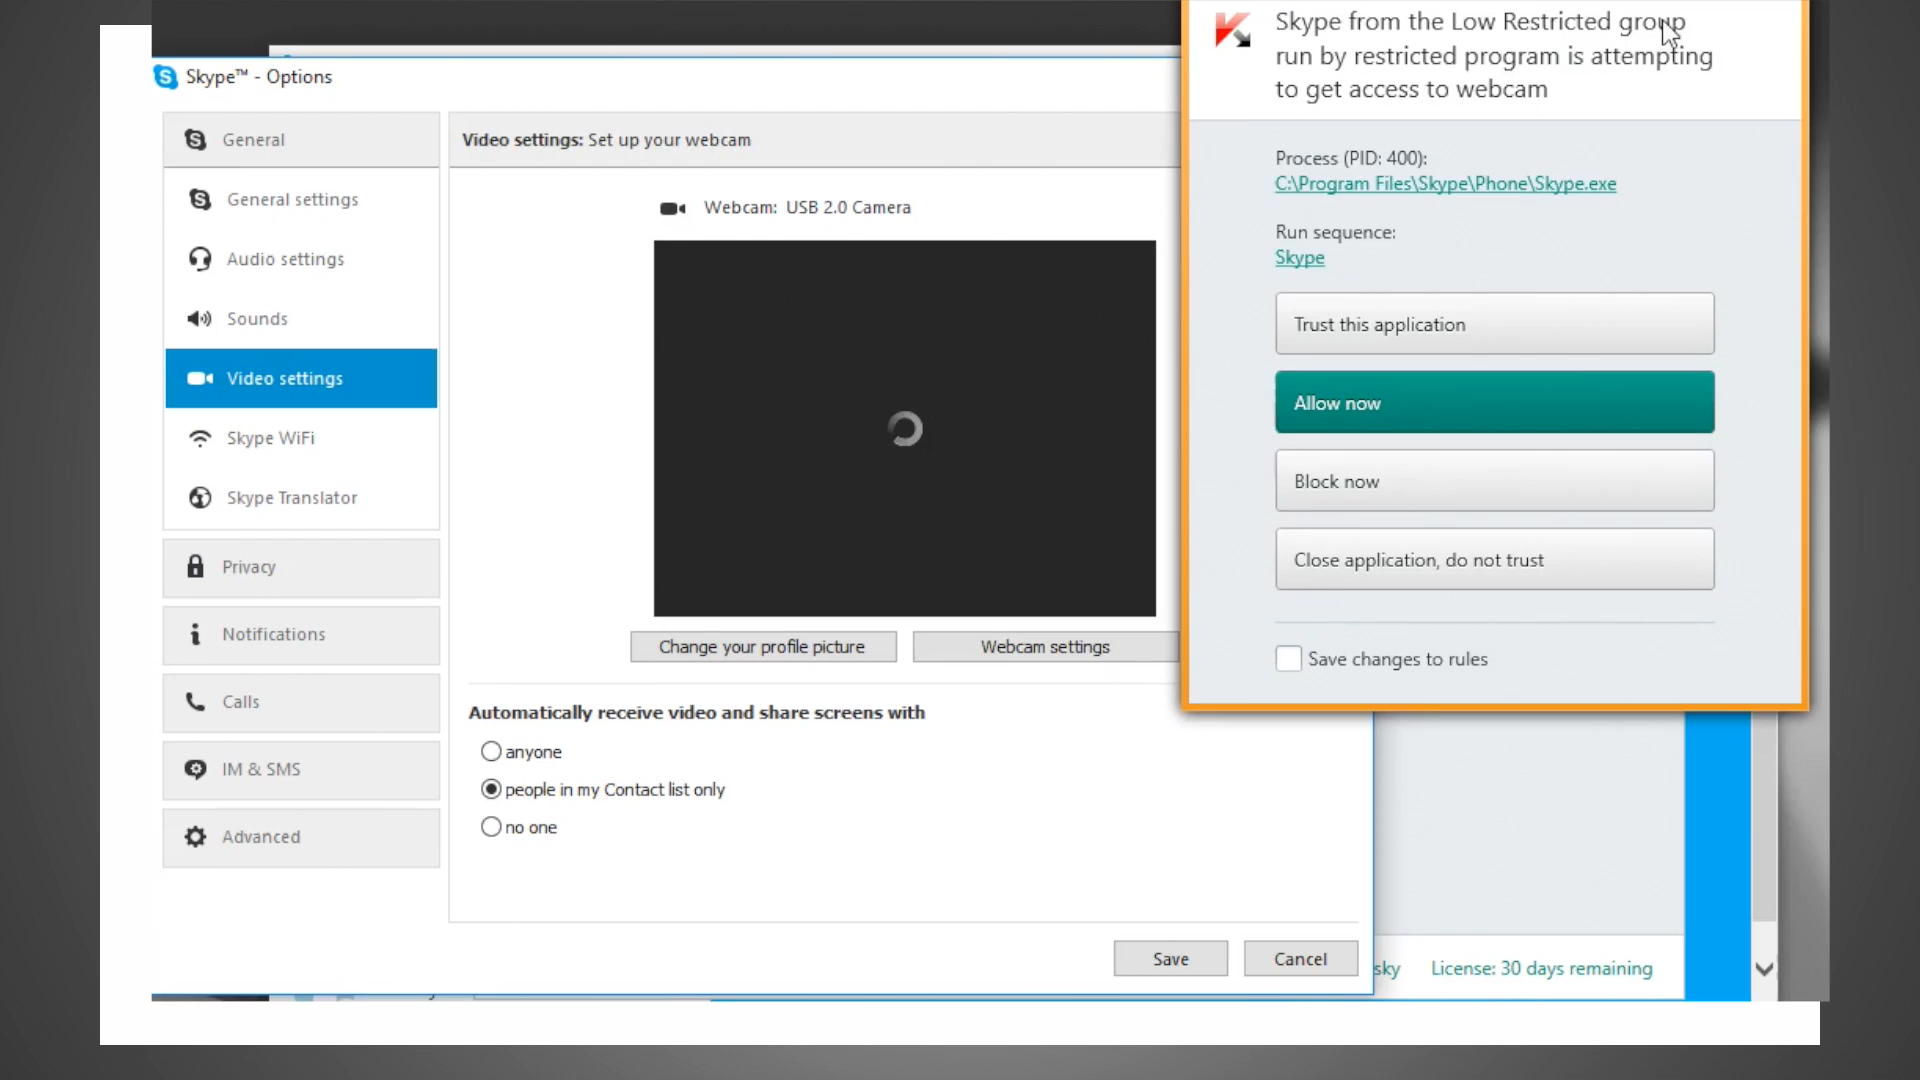 Skype™ - Options
General
General settings
Audio settings
Sounds
Video settings
Skype WiFi
Skype Translator
Privacy
Notifications
Calls
IM & SMS
Advanced
Video settings: Set up your webcam
Webcam: USB 2.0 Camera
Change your profile picture
Webcam settings
Automatically receive video and share screens with
anyone
people in my Contact list only
no one
Save
Cancel
Skype from the Low Restricted group
run by restricted program is attempting
to get access to webcam
Process (PID: 400):
C:\Program Files\Skype\Phone\Skype.exe
Run sequence:
Skype
Trust this application
Allow now
Block now
Close application, do not trust
Save changes to rules
sky
License: 30 days remaining